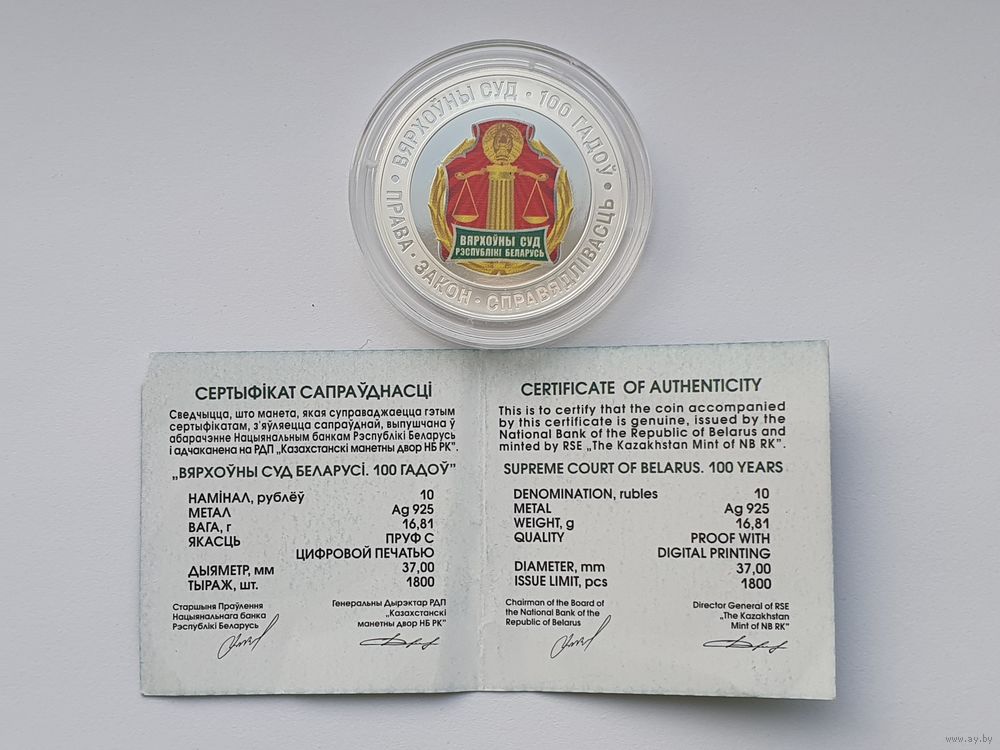 ВЯРХОЎНЫ СУД • 100 ГАДОЎ •
ПРАВА • ЗАКОН • СПРАВЯДЛІВАСЦЬ •
ВЯРХОЎНЫ СУД
РЭСПУБЛІКІ БЕЛАРУСЬ
СЕРТЫФІКАТ САПРАЎДНАСЦІ
Сведчыцца, што манета, якая суправаджаецца гэтым
сертыфікатам, з'яўляецца сапраўднай, выпушчана ў
абарачэнне Нацыянальным банкам Рэспублікі Беларусь
і адчаканена на РДП „Казахстанскі манетны двор НБ РК".
„ВЯРХОЎНЫ СУД БЕЛАРУСІ. 100 ГАДОЎ"
НАМІНАЛ, рублёў 10
МЕТАЛ Ag 925
ВАГА, г 16,81
ЯКАСЦЬ ПРУФ С
ЦИФРОВОЙ ПЕЧАТЬЮ
ДЫЯМЕТР, мм 37,00
ТЫРАЖ, шт. 1800
Старшыня Праўлення
Нацыянальнага банка
Рэспублікі Беларусь
Генеральны Дырэктар РДП
„Казахстанскі
манетны двор НБ РК"
CERTIFICATE OF AUTHENTICITY
This is to certify that the coin accompanied
by this certificate is genuine, issued by the
National Bank of the Republic of Belarus and
minted by RSE „The Kazakhstan Mint of NB RK".
SUPREME COURT OF BELARUS. 100 YEARS
DENOMINATION, rubles 10
METAL Ag 925
WEIGHT, g 16,81
QUALITY PROOF WITH
DIGITAL PRINTING
DIAMETER, mm 37,00
ISSUE LIMIT, pcs 1800
Chairman of the Board of
the National Bank of the
Republic of Belarus
Director General of RSE
„The Kazakhstan
Mint of NB RK"
www.ay.by